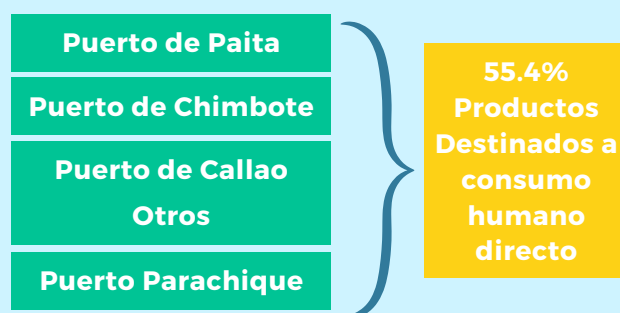 Puerto de Paita
Puerto de Chimbote
Puerto de Callao
Otros
Puerto Parachique
55.4%
Productos
Destinados a
consumo
humano
directo